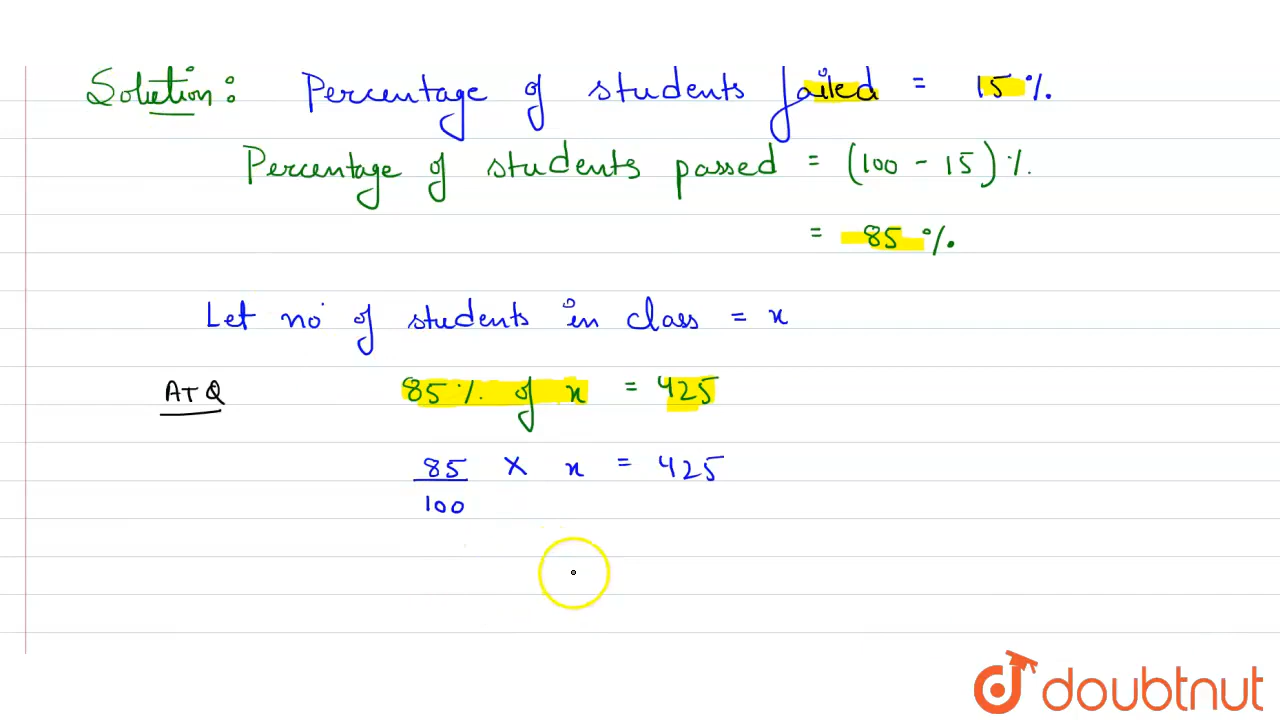 Solution: Percentage of students failed = 15 %.
Percentage of students passed = (100 - 15) %.
= 85 %.
Let no of students in class = x
ATQ 85 %. of x = 425
85/100 × x = 425
doubtnut